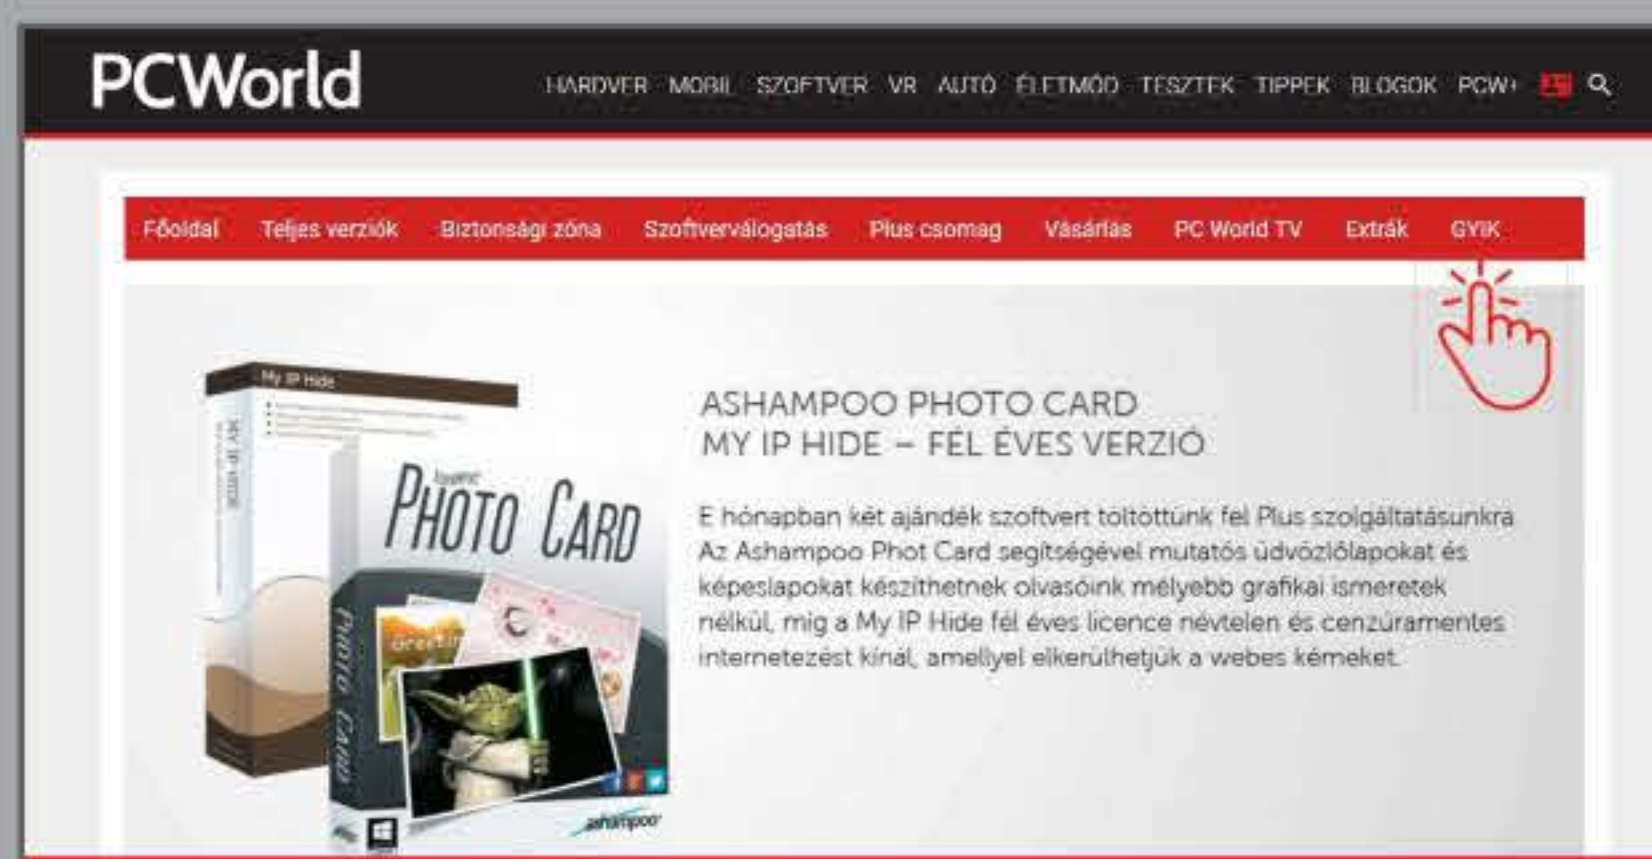 PCWorld
HARDVER MOBIL SZOFTVER VR AUTÓ ÉLETMÓD TESZTEK TIPPEK BLOGOK PCW+
Főoldal Teljes verziók Biztonsági zóna Szoftverválogatás Plus csomag Vásárlás PC World TV Extrák GYIK
My IP Hide
MY IP HIDE
ashampoo
PHOTO CARD
PHOTO CARD
ashampoo
ASHAMPOO PHOTO CARD
MY IP HIDE – FÉL ÉVES VERZIÓ
E hónapban két ajándék szoftvert töltöttünk fel Plus szolgáltatásunkra
Az Ashampoo Phot Card segítségével mutatós üdvözlőlapokat és
képeslapokat készíthetnek olvasóink mélyebb grafikai ismeretek
nélkül, míg a My IP Hide fél éves licence névtelen és cenzúramentes
internetezést kínál, amellyel elkerülhetjük a webes kémeket.